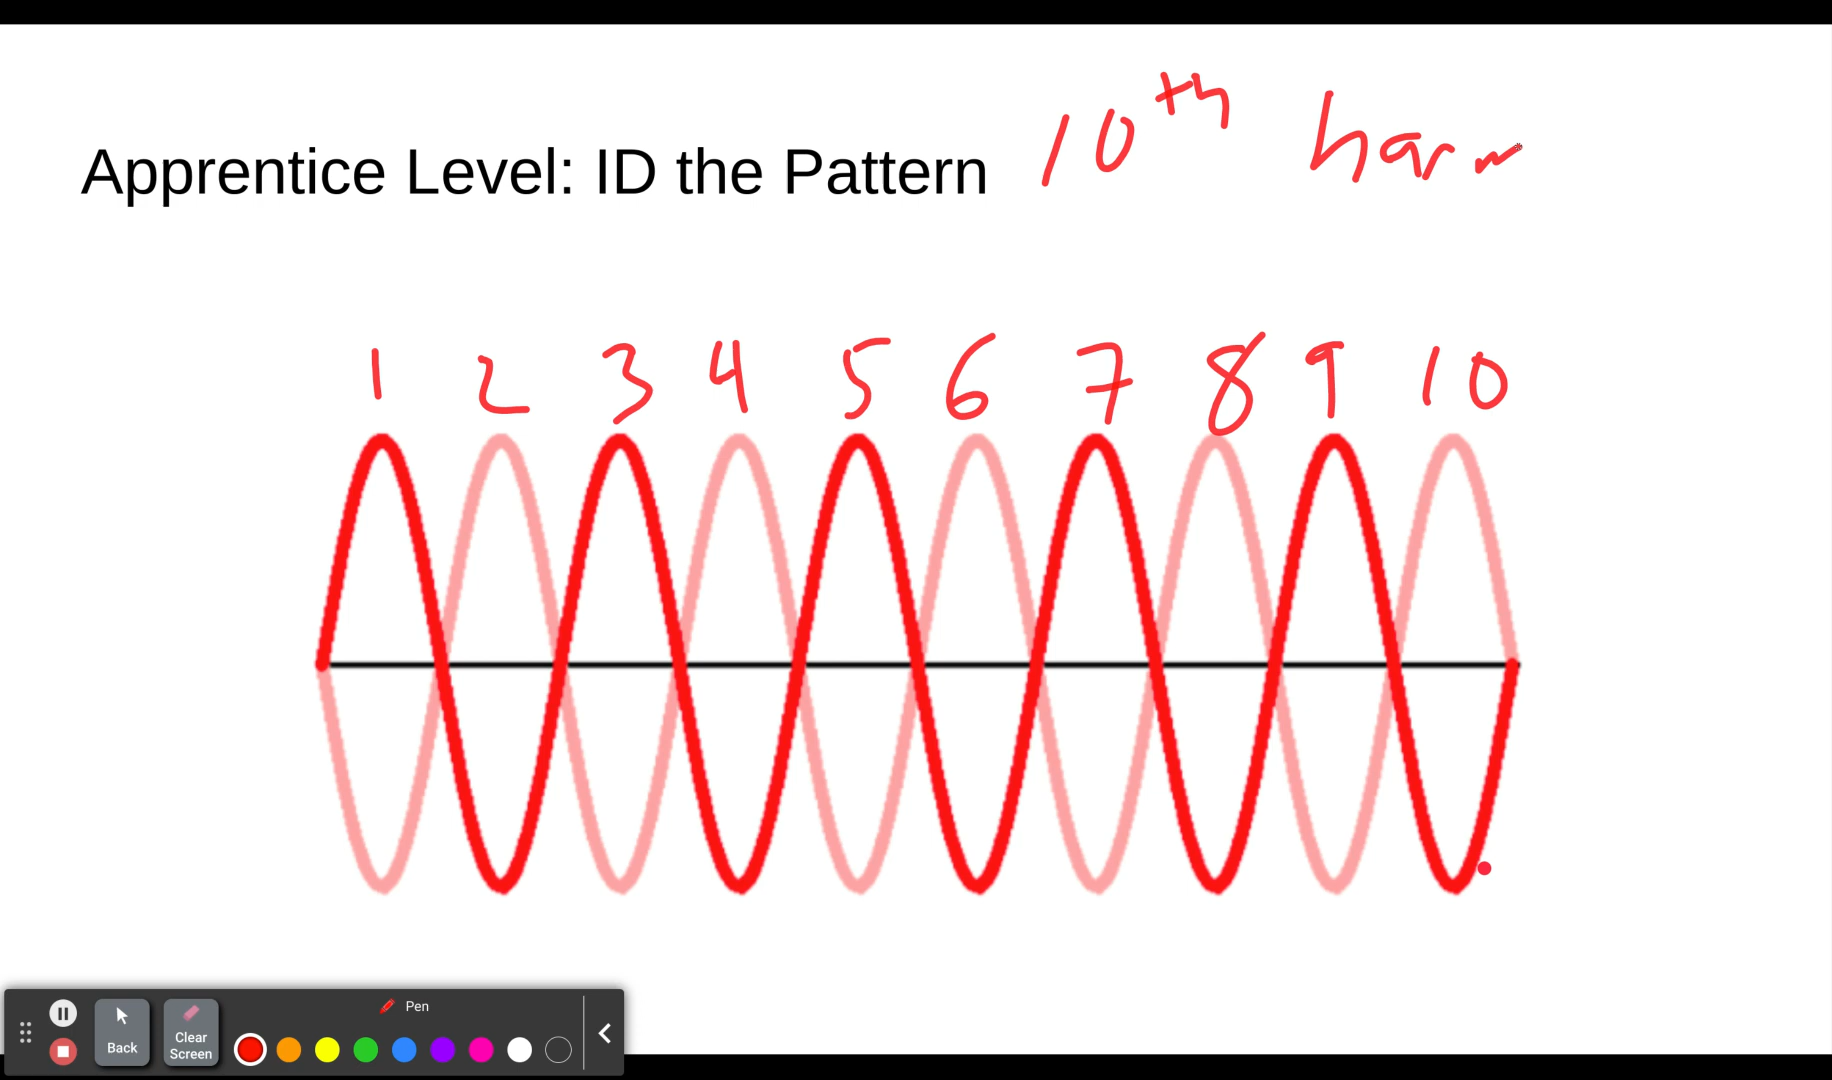 10th harm
Apprentice Level: ID the Pattern
1 2 3 4 5 6 7 8 9 10
Pen
Back
Clear
Screen